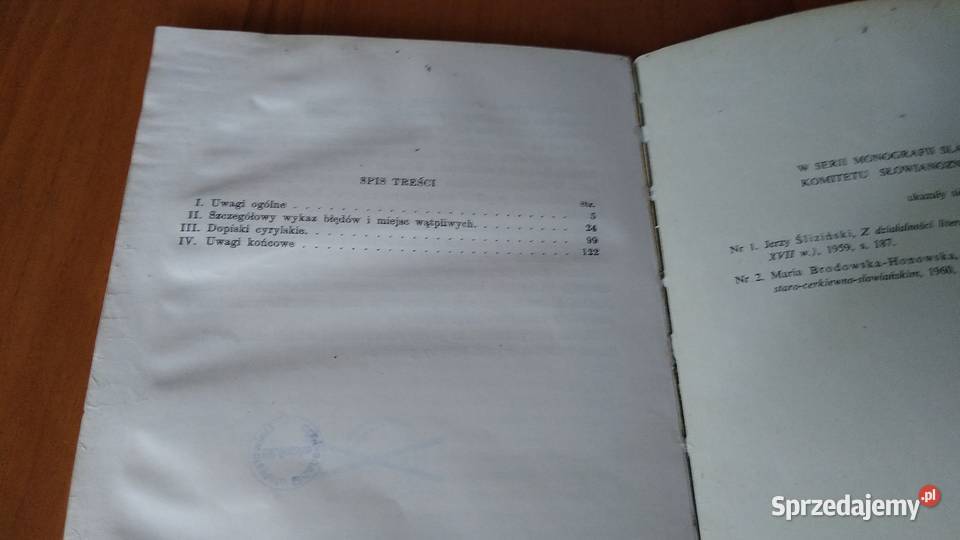 SPIS TREŚCI
Str.
I. Uwagi ogólne 5
II. Szczegółowy wykaz błędów i miejsc wątpliwych 24
III. Dopiski cyrylskie 99
IV. Uwagi końcowe 122
W SERII MONOGRAFII
KOMITETU
ukazały
Nr 1. Jerzy Śliziński, Z działalności
XVII w.), 1959, s. 187.
Nr 2. Maria Brodowska-Honowska,
staro-cerkiewno-słowiańskim, 1960,
Sprzedajemy.pl